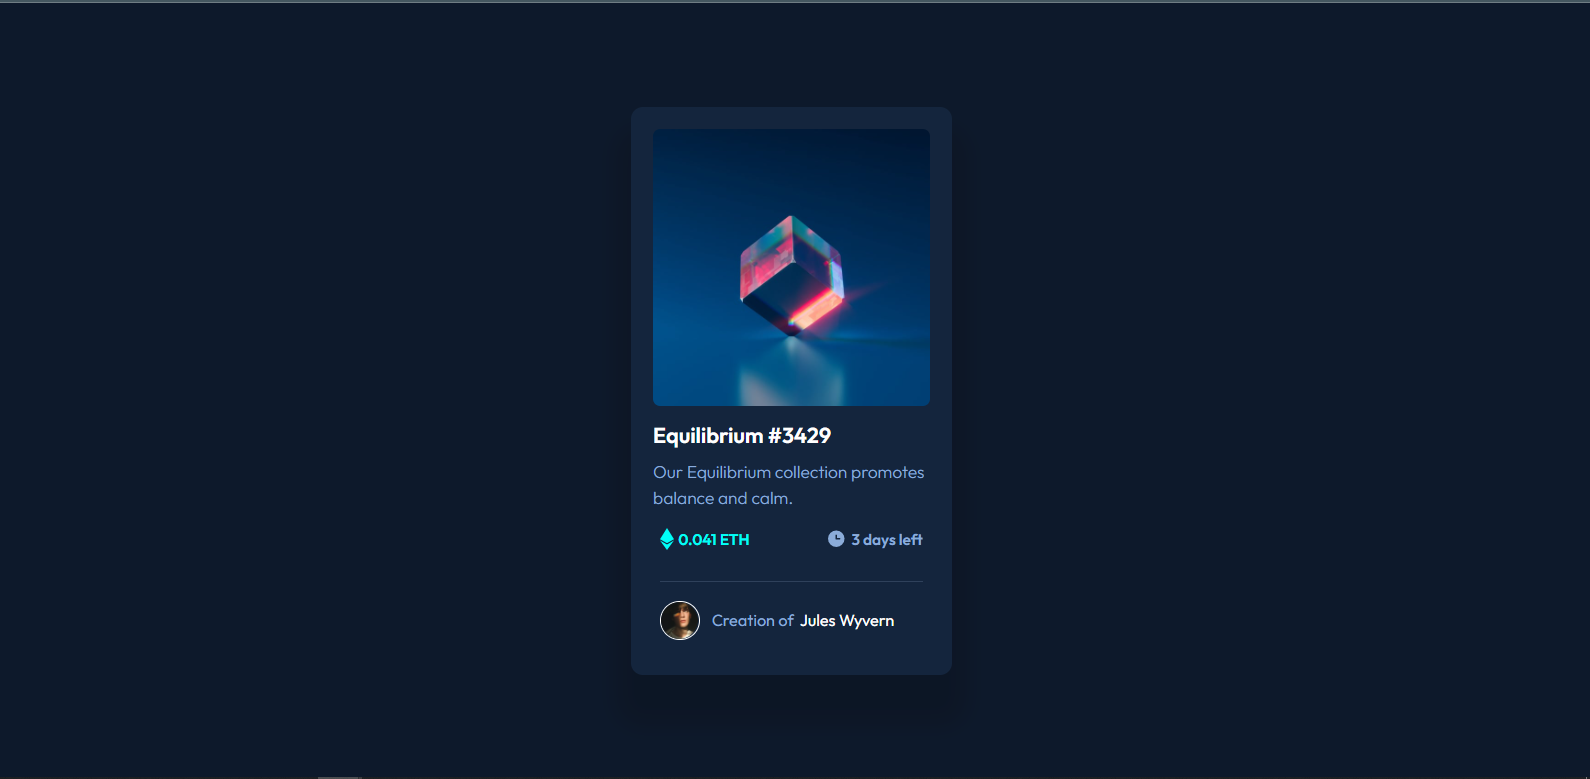 Equilibrium #3429
Our Equilibrium collection promotes
balance and calm.
0.041 ETH
3 days left
Creation of Jules Wyvern